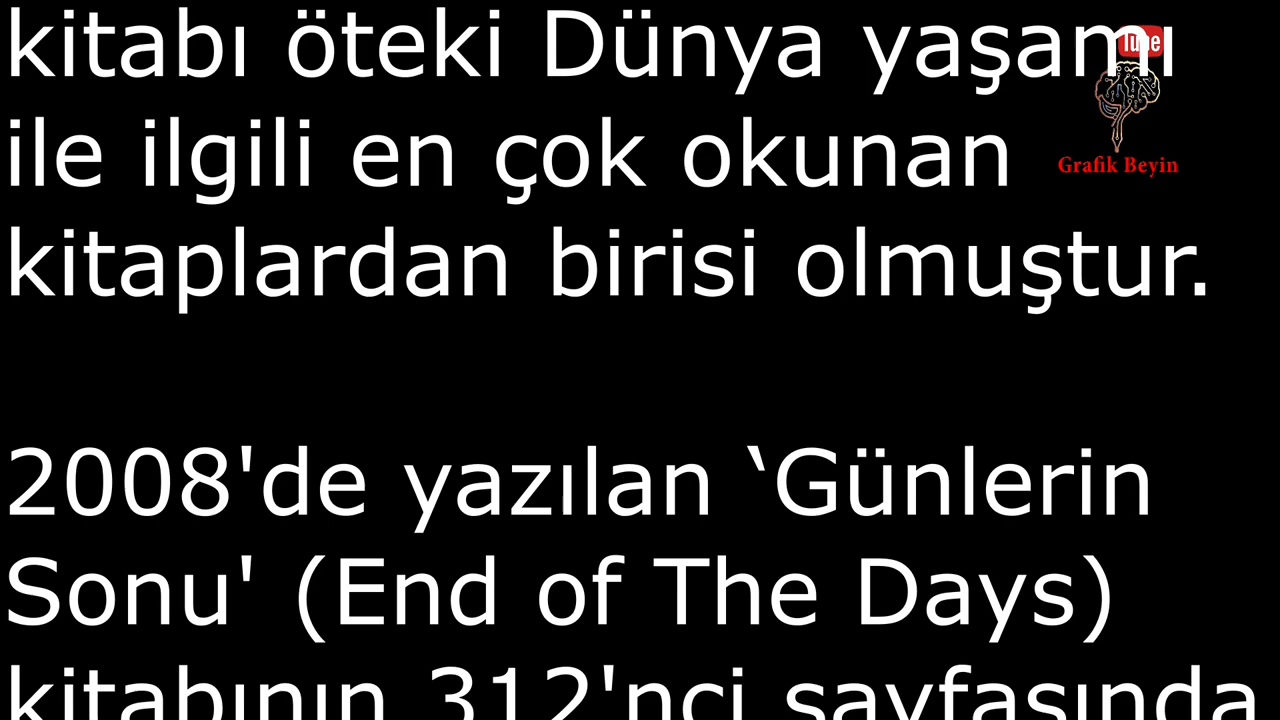 kitabı öteki Dünya yaşamı
Tube
ile ilgili en çok okunan
Grafik Beyin
kitaplardan birisi olmuştur.
2008'de yazılan ‘Günlerin
Sonu' (End of The Days)
kitabının 312'nci sayfasında